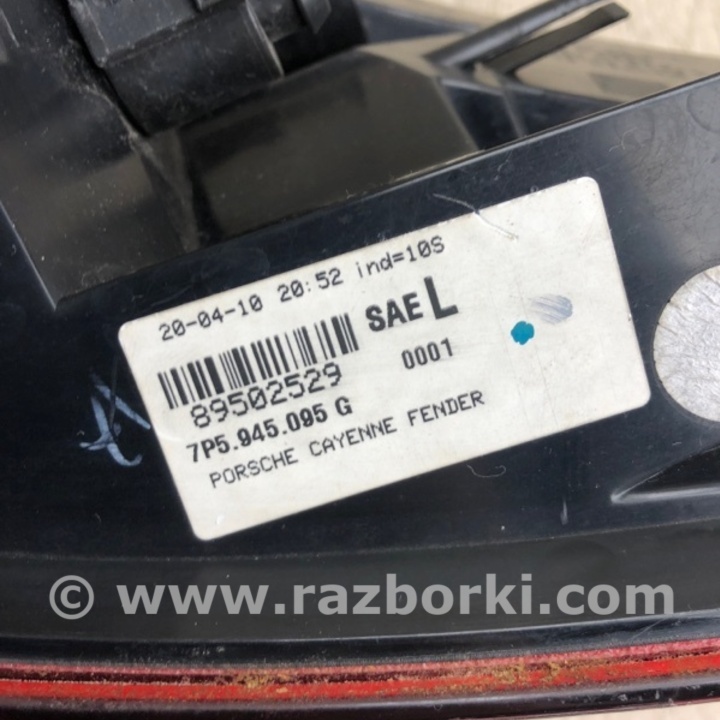 20-04-10 20:52 ind=10S
SAE L
89502529
0001
7P5.945.095 G
PORSCHE CAYENNE FENDER
© www.razborki.com